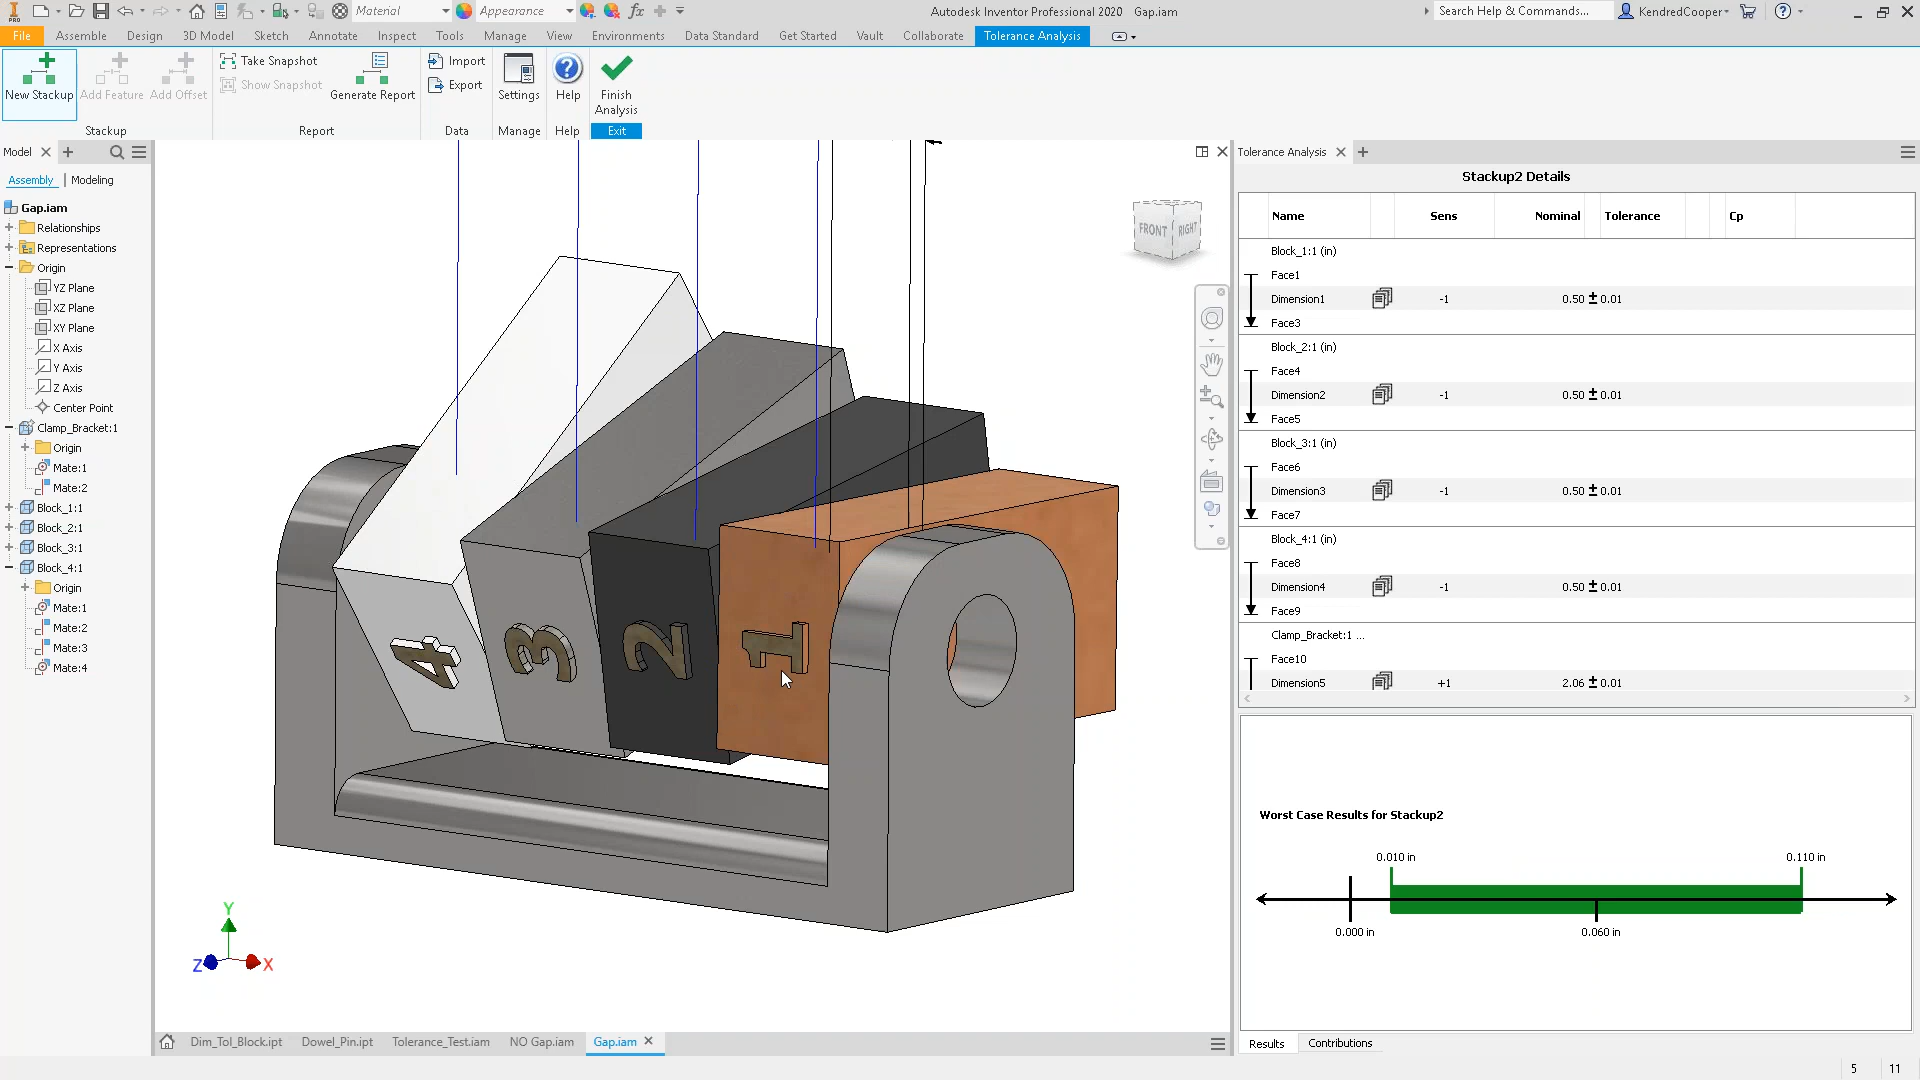 PRO
Material
Appearance
fx
Autodesk Inventor Professional 2020 Gap.iam
Search Help & Commands...
KendredCooper
File Assemble Design 3D Model Sketch Annotate Inspect Tools Manage View Environments Data Standard Get Started Vault Collaborate Tolerance Analysis
New Stackup
Add Feature
Add Offset
Take Snapshot
Show Snapshot
Generate Report
Import
Export
Settings
Help
Finish
Analysis
Stackup Report Data Manage Help Exit
Model
Assembly | Modeling
Gap.iam
Relationships
Representations
Origin
YZ Plane
XZ Plane
XY Plane
X Axis
Y Axis
Z Axis
Center Point
Clamp_Bracket:1
Origin
Mate:1
Mate:2
Block_1:1
Block_2:1
Block_3:1
Block_4:1
Origin
Mate:1
Mate:2
Mate:3
Mate:4
FRONT RIGHT
4 3 2 1
Y
Z X
Dim_Tol_Block.ipt Dowel_Pin.ipt Tolerance_Test.iam NO Gap.iam Gap.iam
Tolerance Analysis
Stackup2 Details
Name Sens Nominal Tolerance Cp
Block_1:1 (in)
Face1
Dimension1 -1 0.50 ± 0.01
Face3
Block_2:1 (in)
Face4
Dimension2 -1 0.50 ± 0.01
Face5
Block_3:1 (in)
Face6
Dimension3 -1 0.50 ± 0.01
Face7
Block_4:1 (in)
Face8
Dimension4 -1 0.50 ± 0.01
Face9
Clamp_Bracket:1 ...
Face10
Dimension5 +1 2.06 ± 0.01
Worst Case Results for Stackup2
0.010 in 0.110 in
0.000 in 0.060 in
Results Contributions
5 11